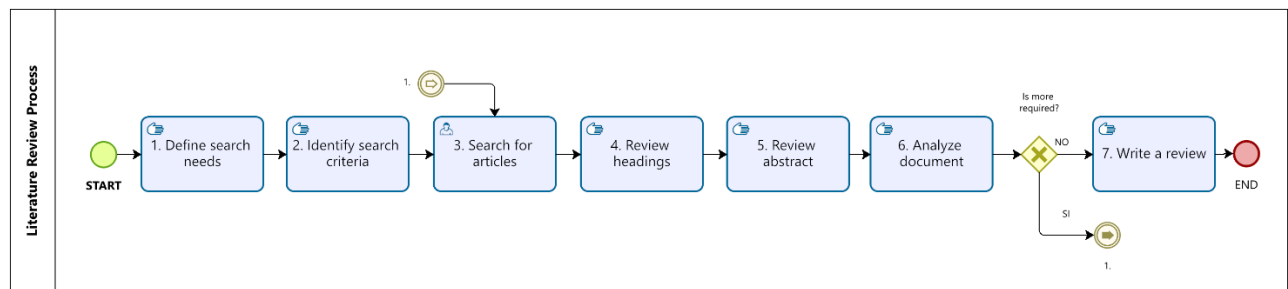 Literature Review Process
START
1. Define search
needs
2. Identify search
criteria
1.
3. Search for
articles
4. Review
headings
5. Review
abstract
6. Analyze
document
Is more
required?
NO
SI
1.
7. Write a review
END